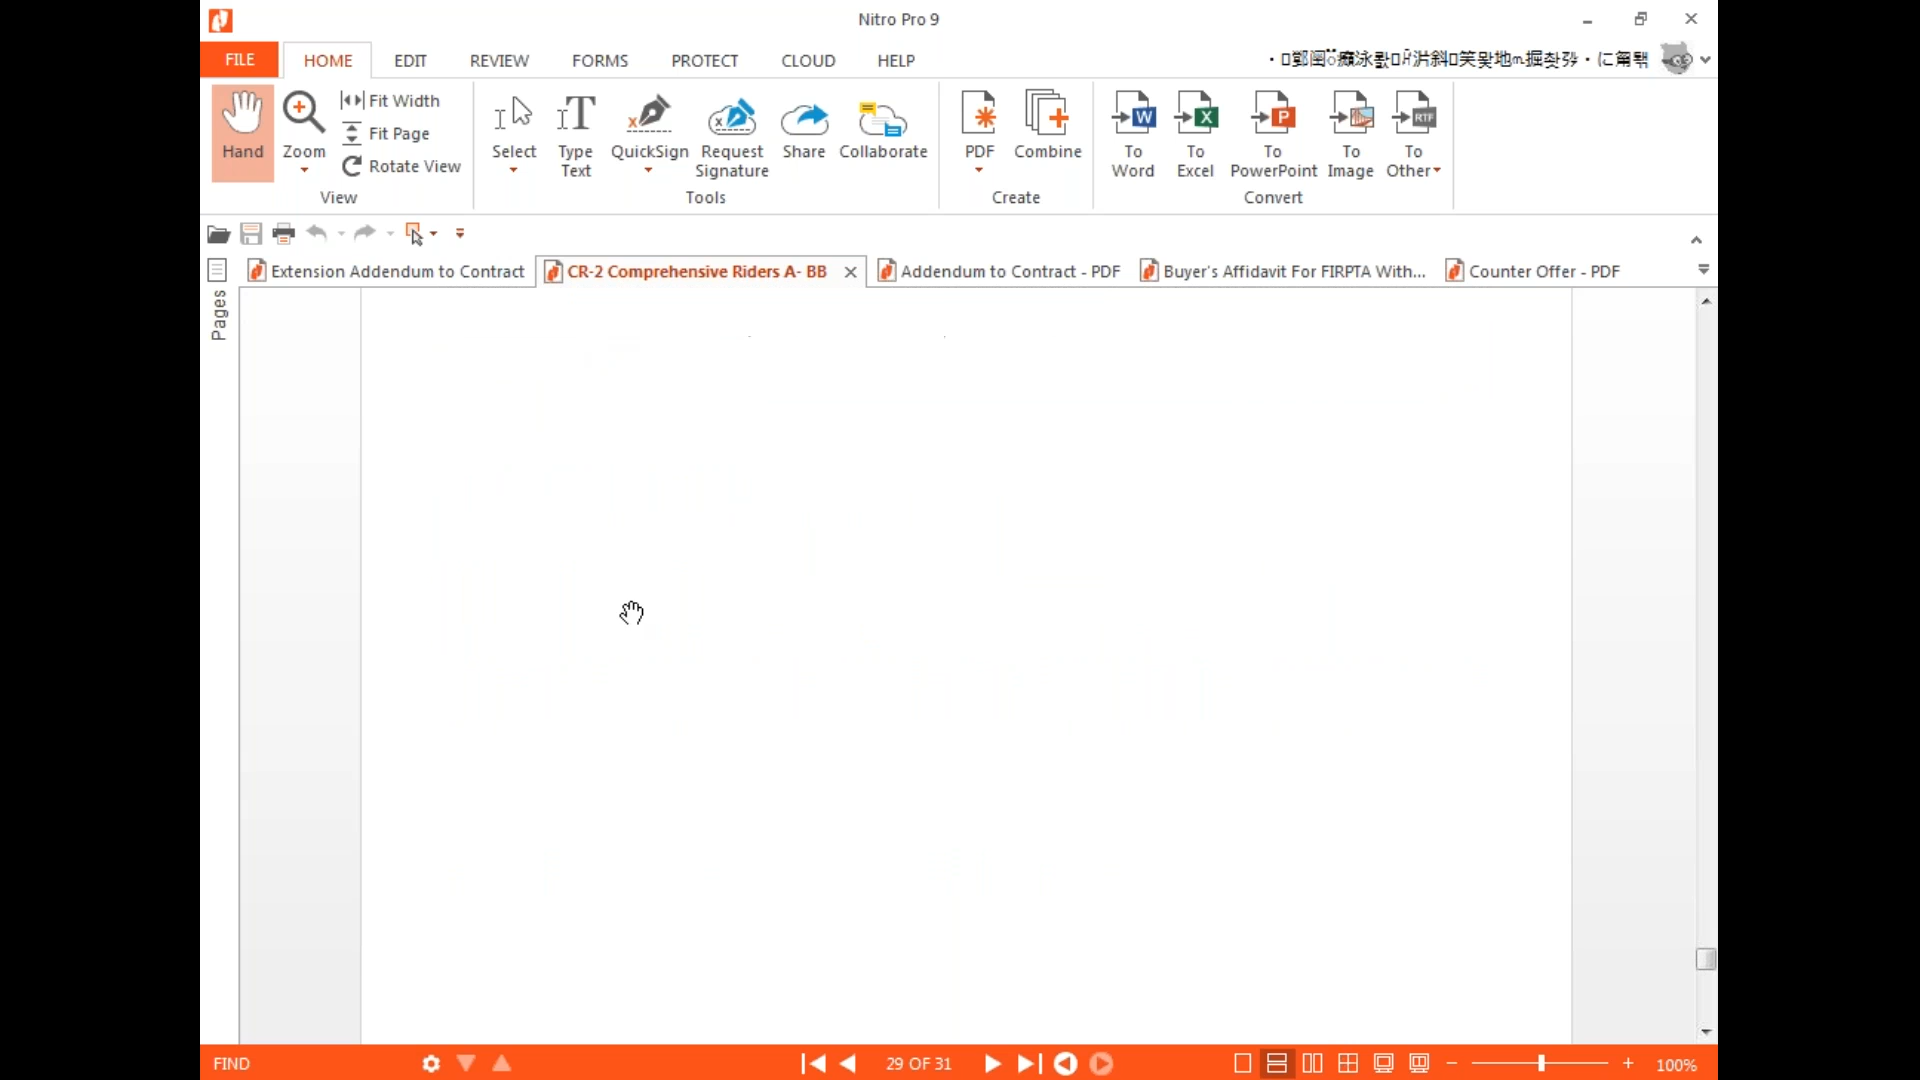 Nitro Pro 9
FILE HOME EDIT REVIEW FORMS PROTECT CLOUD HELP
Hand
Zoom
Fit Width
Fit Page
Rotate View
View
Select
Type Text
QuickSign
Request Signature
Share
Collaborate
Tools
PDF
Combine
Create
To Word
To Excel
To PowerPoint
To Image
To Other
Convert
Extension Addendum to Contract
CR-2 Comprehensive Riders A- BB
Addendum to Contract - PDF
Buyer's Affidavit For FIRPTA With...
Counter Offer - PDF
Pages
FIND
29 OF 31
100%